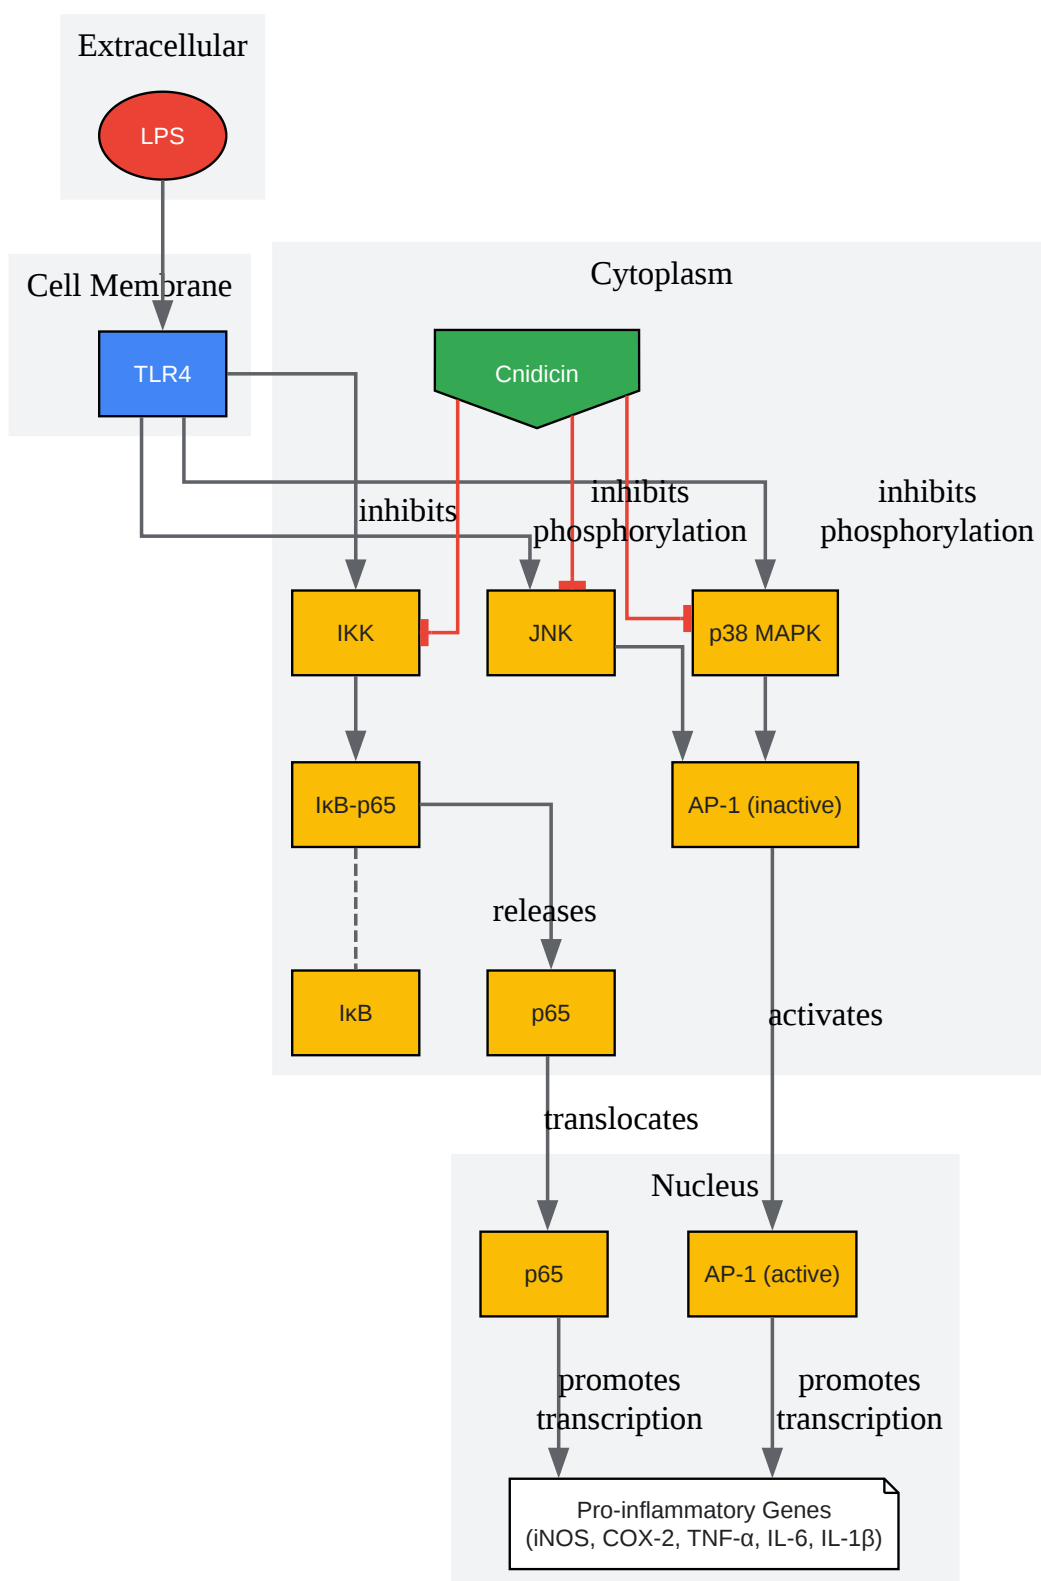 Extracellular
LPS
Cell Membrane
Cytoplasm
TLR4
Cnidicin
inhibits
inhibits
phosphorylation
inhibits
phosphorylation
IKK
JNK
p38 MAPK
IκB-p65
AP-1 (inactive)
releases
IκB
p65
activates
translocates
Nucleus
p65
AP-1 (active)
promotes
transcription
promotes
transcription
Pro-inflammatory Genes
(iNOS, COX-2, TNF-α, IL-6, IL-1β)